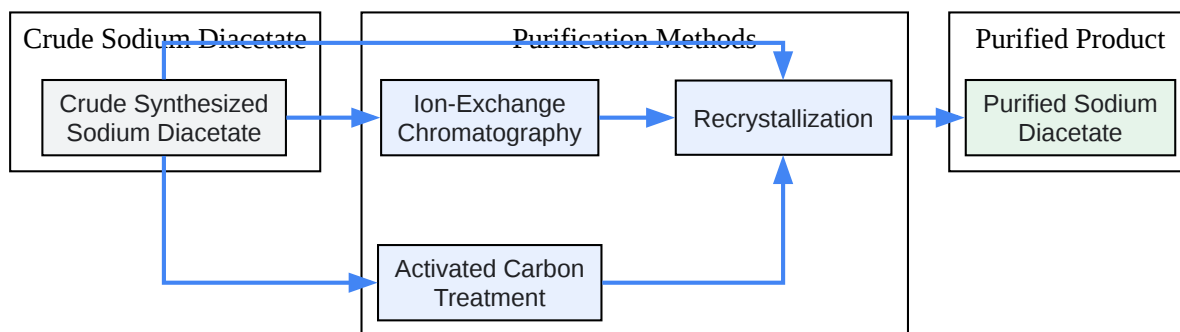 Crude Sodium Diacetate
Purification Methods
Purified Product
Crude Synthesized
Sodium Diacetate
Ion-Exchange
Chromatography
Recrystallization
Purified Sodium
Diacetate
Activated Carbon
Treatment